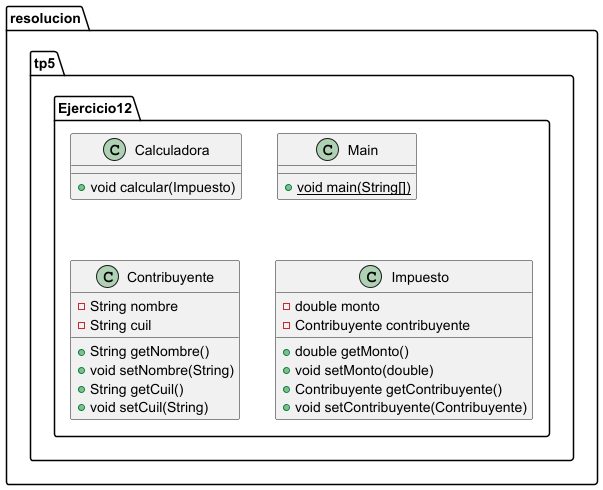 resolucion
tp5
Ejercicio12
C Calculadora
void calcular(Impuesto)
C Main
void main(String[])
C Contribuyente
String nombre
String cuil
String getNombre()
void setNombre(String)
String getCuil()
void setCuil(String)
C Impuesto
double monto
Contribuyente contribuyente
double getMonto()
void setMonto(double)
Contribuyente getContribuyente()
void setContribuyente(Contribuyente)